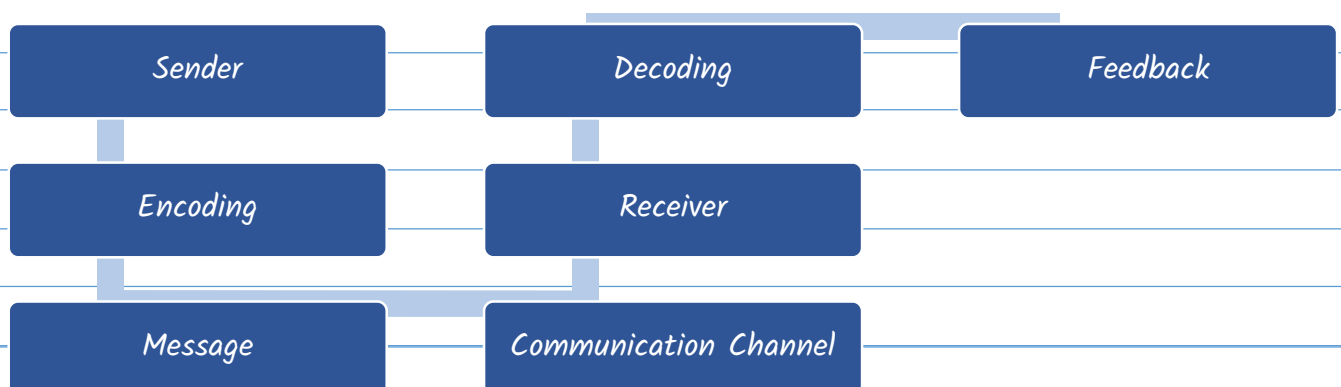 Sender
Decoding
Feedback
Encoding
Receiver
Message
Communication Channel